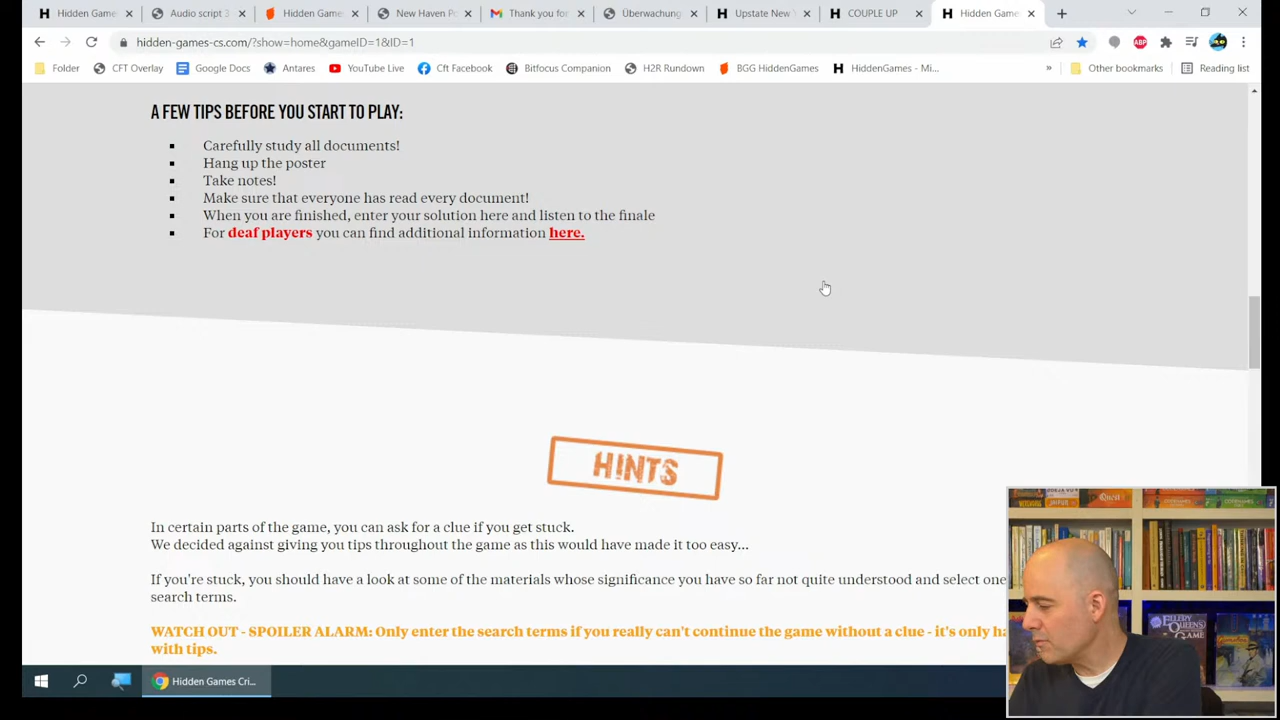 Hidden Game
Audio script 3
Hidden Game
New Haven Po
Thank you fo
Überwachung
Upstate New
COUPLE UP
Hidden Game
hidden-games-cs.com/?show=home&gameID=1&ID=1
Folder
CFT Overlay
Google Docs
Antares
YouTube Live
Cft Facebook
Bitfocus Companion
H2R Rundown
BGG HiddenGames
HiddenGames - Mi...
Other bookmarks
Reading list
A FEW TIPS BEFORE YOU START TO PLAY:
Carefully study all documents!
Hang up the poster
Take notes!
Make sure that everyone has read every document!
When you are finished, enter your solution here and listen to the finale
For deaf players you can find additional information here.
HINTS
In certain parts of the game, you can ask for a clue if you get stuck.
We decided against giving you tips throughout the game as this would have made it too easy...
If you're stuck, you should have a look at some of the materials whose significance you have so far not quite understood and select one
search terms.
WATCH OUT - SPOILER ALARM: Only enter the search terms if you really can't continue the game without a clue - it's only ha
with tips.
Hidden Games Cri...
ELLERY
QUEEN'S
GAME
Quest